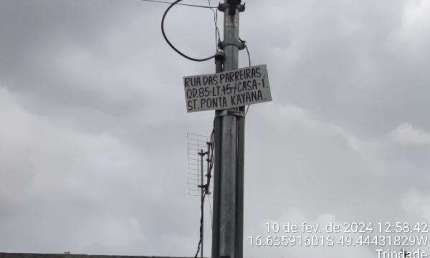 RUA DAS PARREIRAS
QD.85-LT.15/CASA-1
ST. PONTA KAYANA
10 de fev. de 2024 12:58:42
16.63591601S 49.44431829W
Trindade